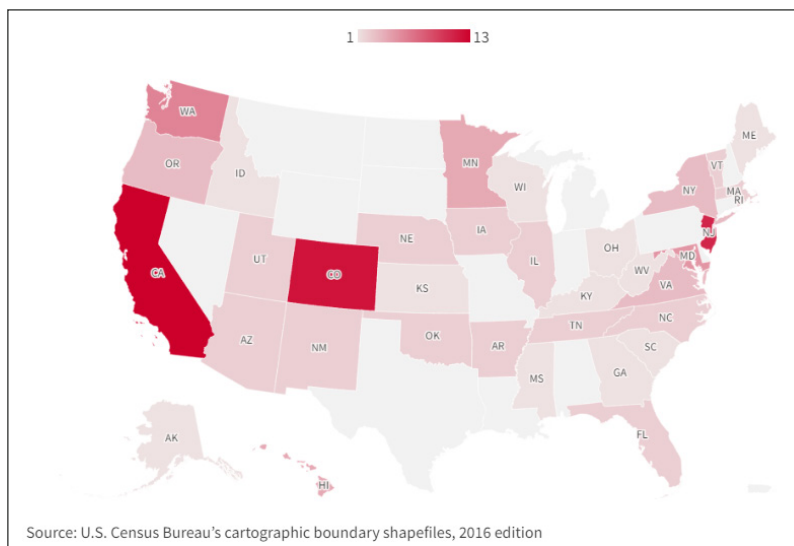 1 13
WA
ME
OR
MN
VT
ID
WI
NY
MA
RI
NE
IA
NJ
OH
MD
UT
CO
IL
WV
CA
KS
VA
KY
NC
TN
AZ
NM
OK
AR
SC
MS
GA
AK
FL
HI
Source: U.S. Census Bureau’s cartographic boundary shapefiles, 2016 edition